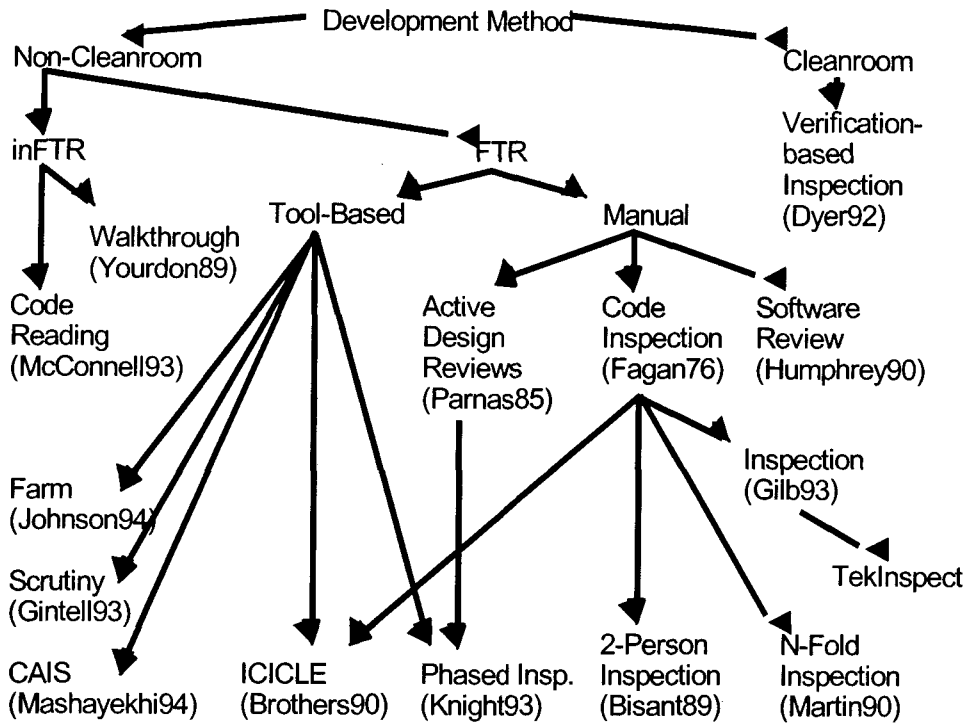 Development Method
Non-Cleanroom
Cleanroom
Verification-
based
Inspection
(Dyer92)
inFTR
FTR
Tool-Based
Manual
Walkthrough
(Yourdon89)
Code
Reading
(McConnell93)
Active
Design
Reviews
(Parnas85)
Code
Inspection
(Fagan76)
Software
Review
(Humphrey90)
Inspection
(Gilb93)
TekInspect
Farm
(Johnson94)
Scrutiny
(Gintell93)
CAIS
(Mashayekhi94)
ICICLE
(Brothers90)
Phased Insp.
(Knight93)
2-Person
Inspection
(Bisant89)
N-Fold
Inspection
(Martin90)